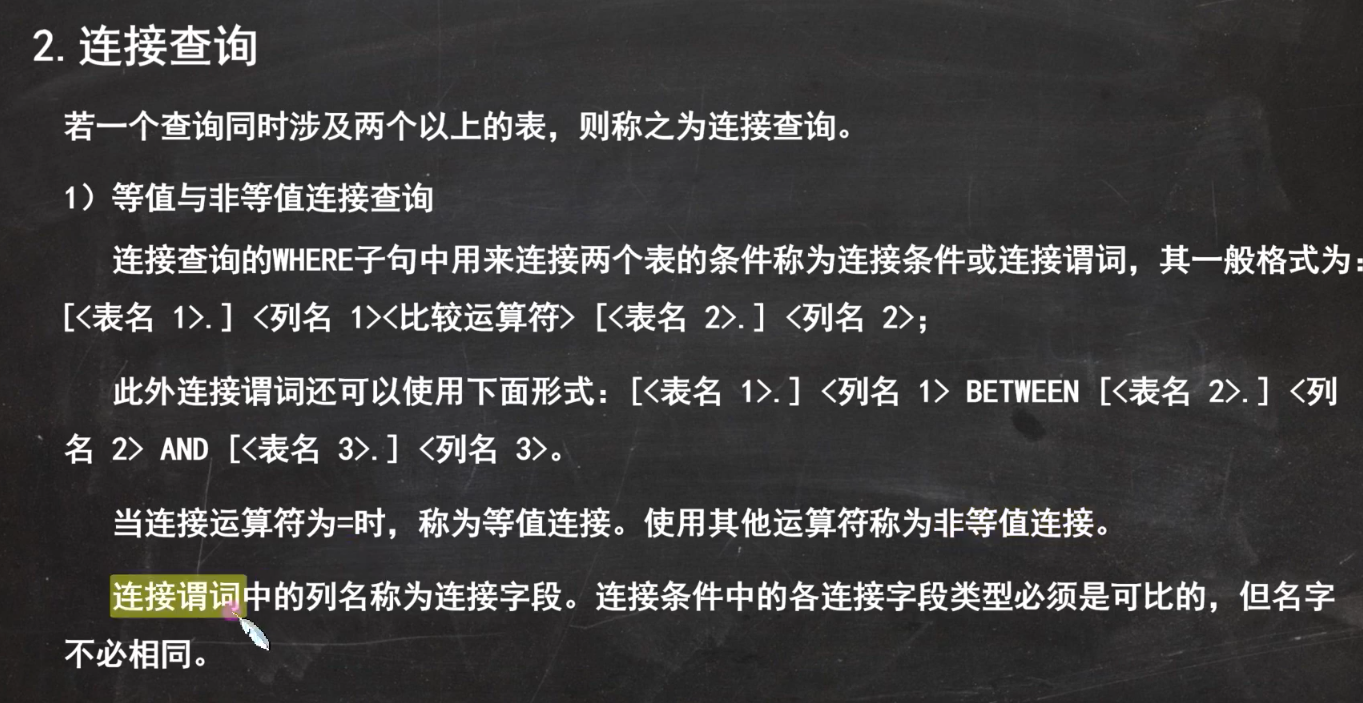 2. 连接查询
若一个查询同时涉及两个以上的表，则称之为连接查询。
1）等值与非等值连接查询
连接查询的WHERE子句中用来连接两个表的条件称为连接条件或连接谓词，其一般格式为：
[<表名 1>.] <列名 1><比较运算符> [<表名 2>.] <列名 2>；
此外连接谓词还可以使用下面形式：[<表名 1>.] <列名 1> BETWEEN [<表名 2>.] <列
名 2> AND [<表名 3>.] <列名 3>。
当连接运算符为=时，称为等值连接。使用其他运算符称为非等值连接。
连接谓词中的列名称为连接字段。连接条件中的各连接字段类型必须是可比的，但名字
不必相同。